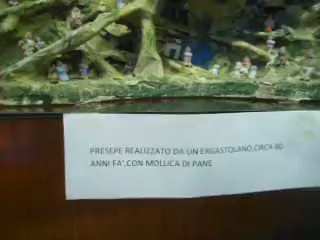 PRESEPE REALIZZATO DA UN ERGASTOLANO,CIRCA 80
ANNI FA',CON MOLLICA DI PANE